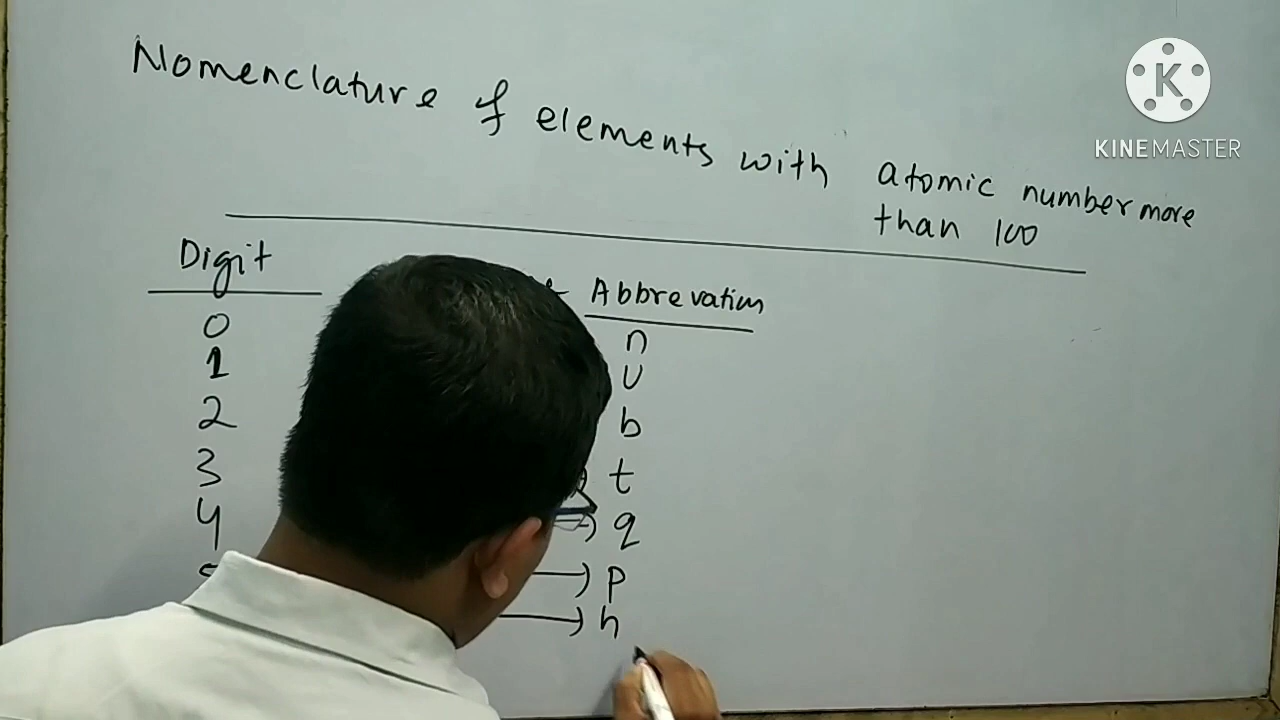 Nomenclature of elements with atomic number more
than 100
KINEMASTER
Digit Abbrevation
0 n
1 u
2 b
3 t
4 q
p
h